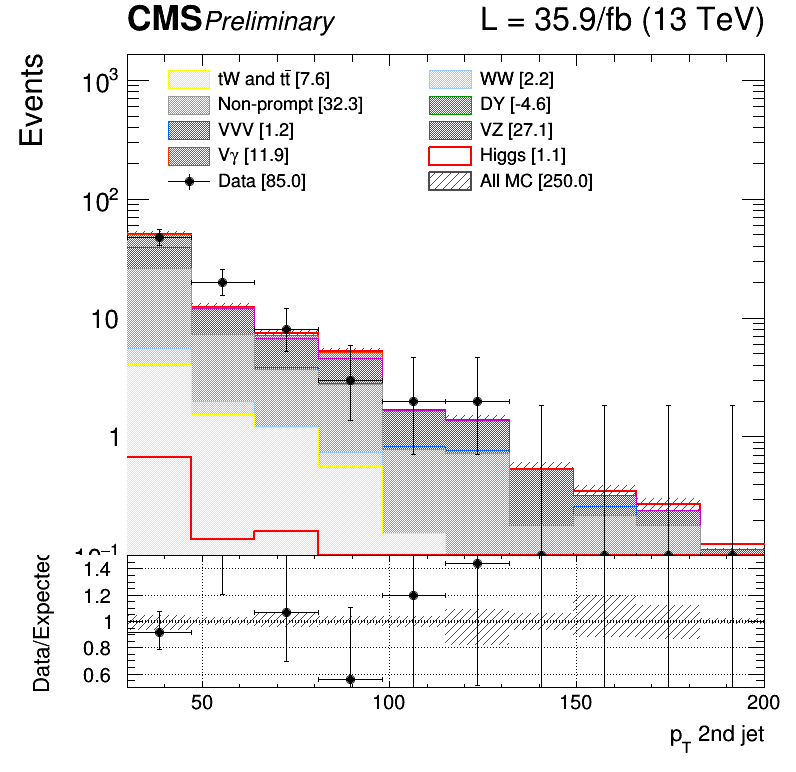 CMS Preliminary L = 35.9/fb (13 TeV)
Events
tW and tt̄ [7.6] WW [2.2]
Non-prompt [32.3] DY [-4.6]
VVV [1.2] VZ [27.1]
Vγ [11.9] Higgs [1.1]
Data [85.0] All MC [250.0]
10³
10²
10
1
10⁻¹
Data/Expected
1.4
1.2
1
0.8
0.6
50 100 150 200
p_T 2nd jet